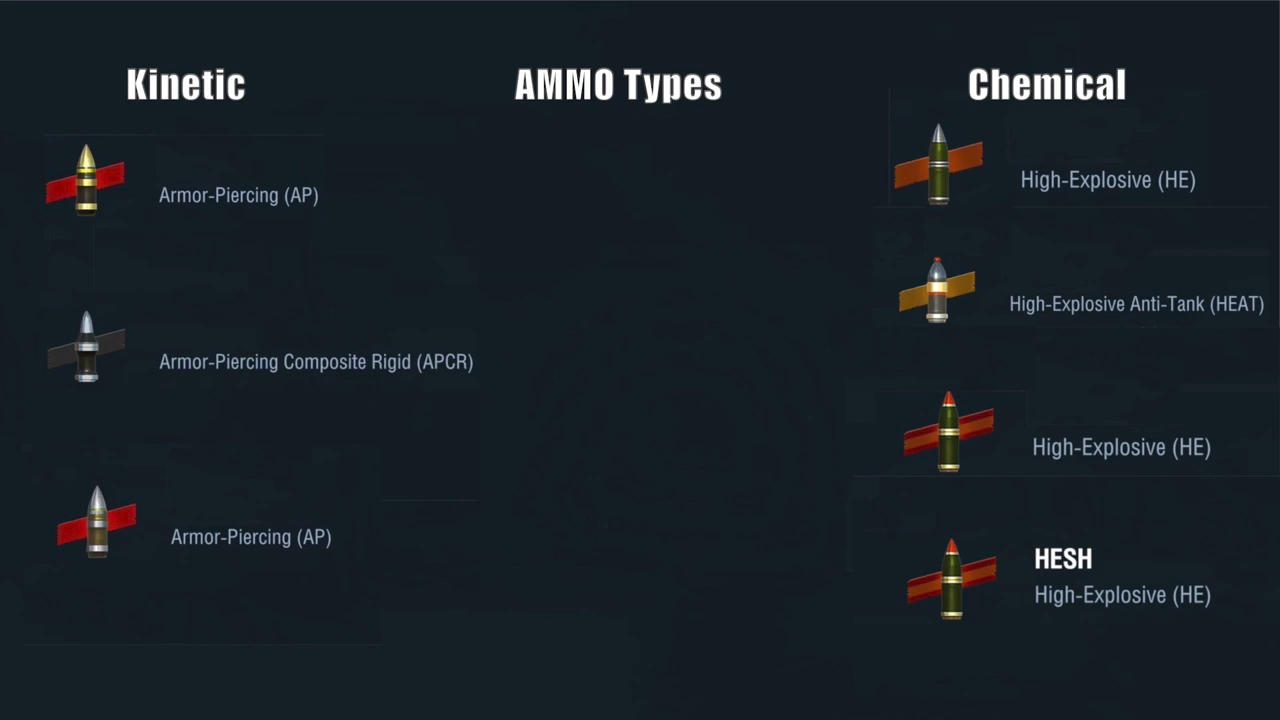 Kinetic
AMMO Types
Chemical
Armor-Piercing (AP)
Armor-Piercing Composite Rigid (APCR)
Armor-Piercing (AP)
High-Explosive (HE)
High-Explosive Anti-Tank (HEAT)
High-Explosive (HE)
HESH
High-Explosive (HE)